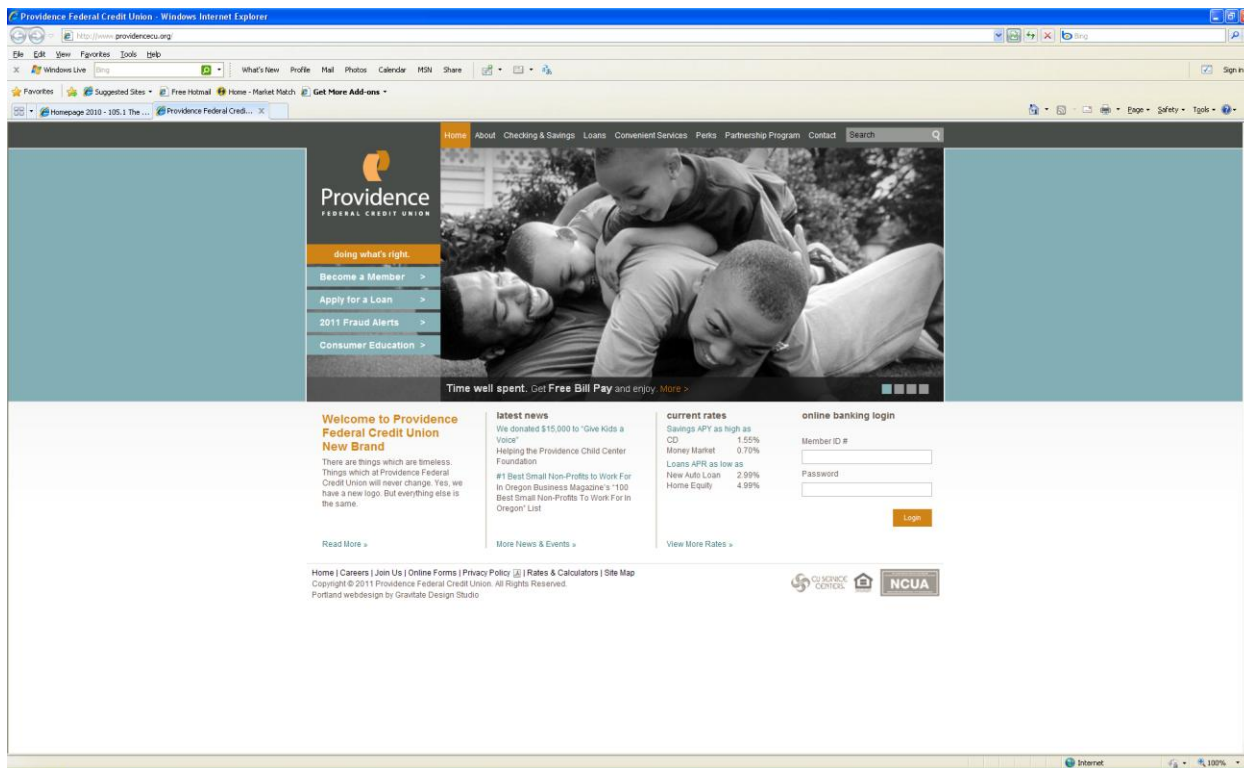 Providence Federal Credit Union - Windows Internet Explorer
http://www.providencecu.org/
Bing
File Edit View Favorites Tools Help
X Windows Live Bing What's New Profile Mail Photos Calendar MSN Share Sign in
Favorites Suggested Sites Free Hotmail Home - Market Match Get More Add-ons
Homepage 2010 - 105.1 The ... Providence Federal Credi... X Page Safety Tools
Home About Checking & Savings Loans Convenient Services Perks Partnership Program Contact Search
Providence
FEDERAL CREDIT UNION
doing what's right.
Become a Member >
Apply for a Loan >
2011 Fraud Alerts >
Consumer Education >
Time well spent. Get Free Bill Pay and enjoy. More >
Welcome to Providence
Federal Credit Union
New Brand
There are things which are timeless.
Things which at Providence Federal
Credit Union will never change. Yes, we
have a new logo. But everything else is
the same.
Read More »
latest news
We donated $15,000 to "Give Kids a
Voice"
Helping the Providence Child Center
Foundation
#1 Best Small Non-Profits to Work For
In Oregon Business Magazine's "100
Best Small Non-Profits To Work For In
Oregon" List
More News & Events »
current rates
Savings APY as high as
CD 1.55%
Money Market 0.70%
Loans APR as low as
New Auto Loan 2.99%
Home Equity 4.99%
View More Rates »
online banking login
Member ID #
Password
Login
Home | Careers | Join Us | Online Forms | Privacy Policy | Rates & Calculators | Site Map
Copyright © 2011 Providence Federal Credit Union. All Rights Reserved.
Portland webdesign by Gravitate Design Studio
CU SERVICE
CENTERS
NCUA
Internet 100%